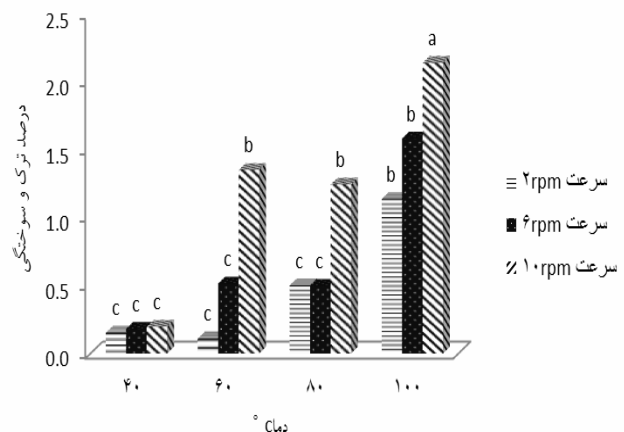 2.5
2.0
1.5
1.0
0.5
0.0
درصد ترک و سوختگی
c c c
c c b
c c b
b b a
۴۰ ۶۰ ۸۰ ۱۰۰
دماc °
سرعت ۲rpm
سرعت ۶rpm
سرعت ۱۰rpm